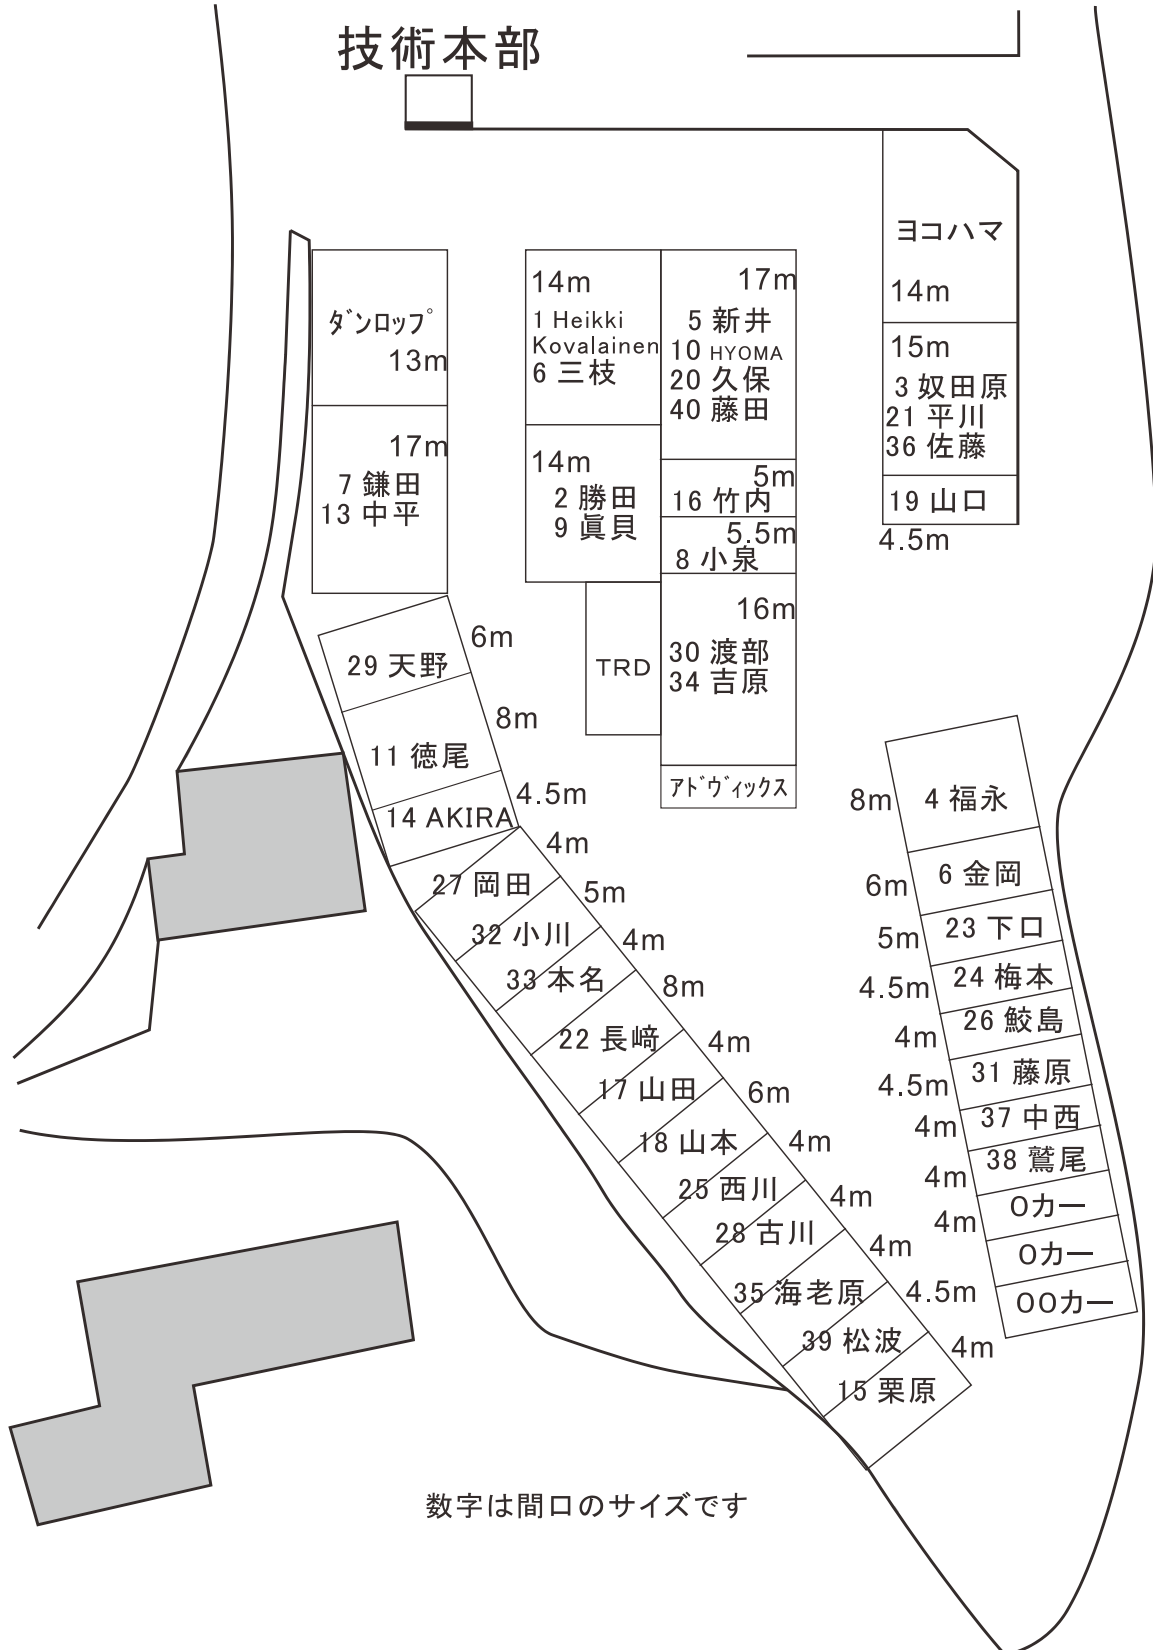 技術本部
ヨコハマ
14m
15m
3 奴田原
21 平川
36 佐藤
19 山口
4.5m
ダンロップ
13m
17m
7 鎌田
13 中平
14m
1 Heikki
Kovalainen
6 三枝
14m
2 勝田
9 眞貝
TRD
17m
5 新井
10 HYOMA
20 久保
40 藤田
5m
16 竹内
5.5m
8 小泉
16m
30 渡部
34 吉原
アドヴィックス
29 天野
6m
11 徳尾
8m
14 AKIRA
4.5m
27 岡田
4m
32 小川
5m
33 本名
4m
22 長﨑
8m
17 山田
4m
18 山本
6m
25 西川
4m
28 古川
4m
35 海老原
4m
39 松波
4.5m
15 栗原
4m
8m
4 福永
6m
6 金岡
5m
23 下口
4.5m
24 梅本
4m
26 鮫島
4.5m
31 藤原
4m
37 中西
4m
38 鷲尾
4m
0カー
0カー
00カー
数字は間口のサイズです